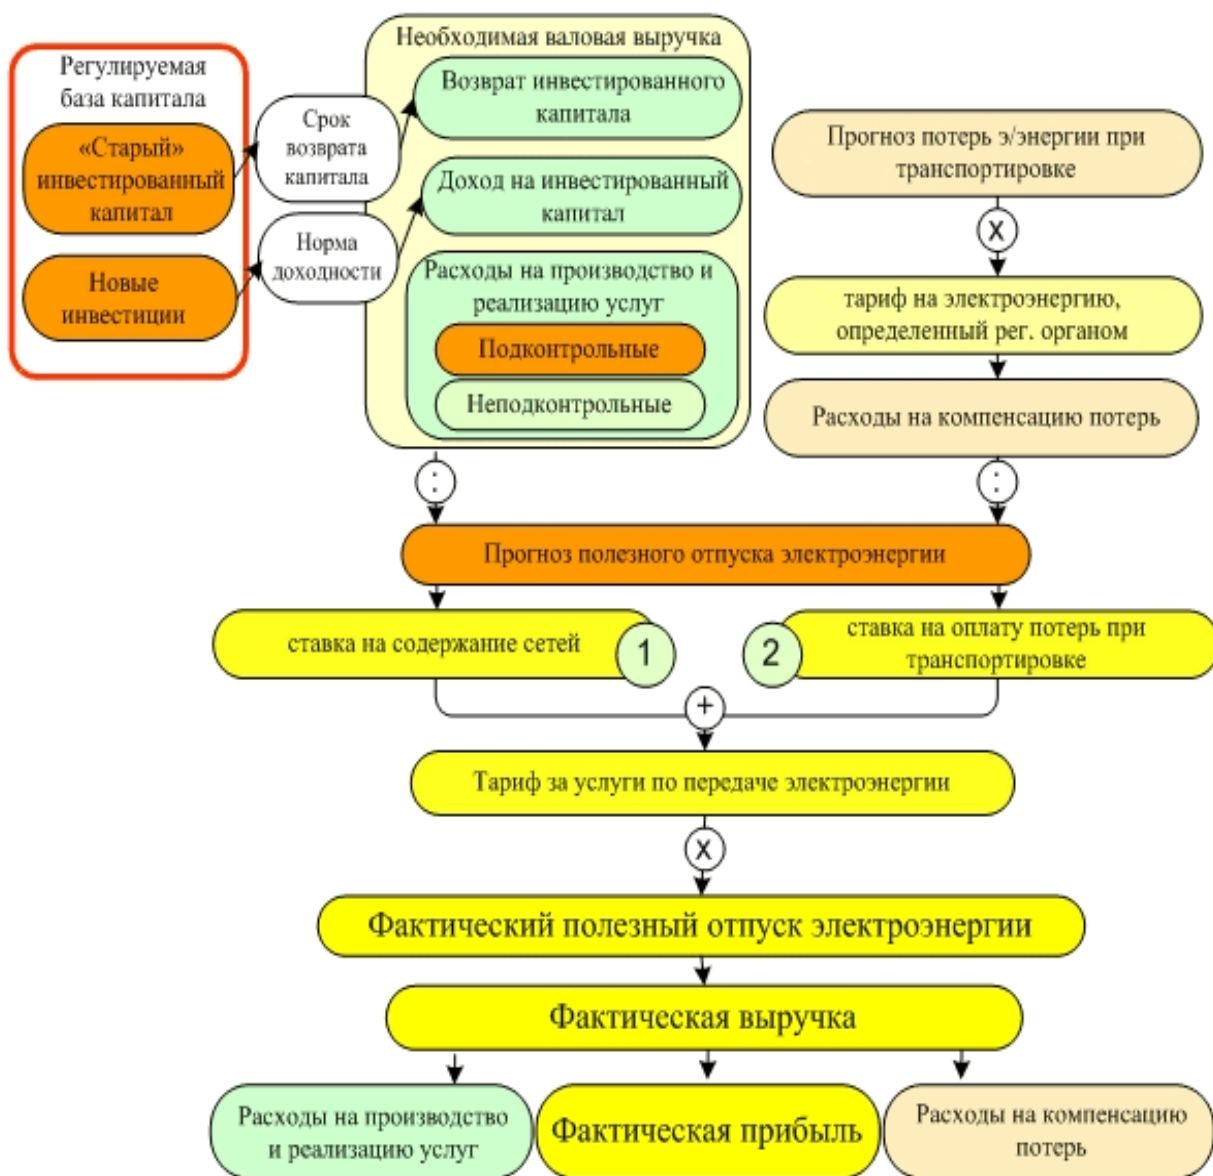 Регулируемая
база капитала
«Старый»
инвестированный
капитал
Новые
инвестиции
Срок
возврата
капитала
Норма
доходности
Необходимая валовая выручка
Возврат инвестированного
капитала
Доход на инвестированный
капитал
Расходы на производство и
реализацию услуг
Подконтрольные
Неподконтрольные
:
Прогноз потерь э/энергии при
транспортировке
X
тариф на электроэнергию,
определенный рег. органом
Расходы на компенсацию потерь
:
Прогноз полезного отпуска электроэнергии
ставка на содержание сетей
1
2
ставка на оплату потерь при
транспортировке
+
Тариф за услуги по передаче электроэнергии
X
Фактический полезный отпуск электроэнергии
Фактическая выручка
Расходы на производство
и реализацию услуг
Фактическая прибыль
Расходы на компенсацию
потерь